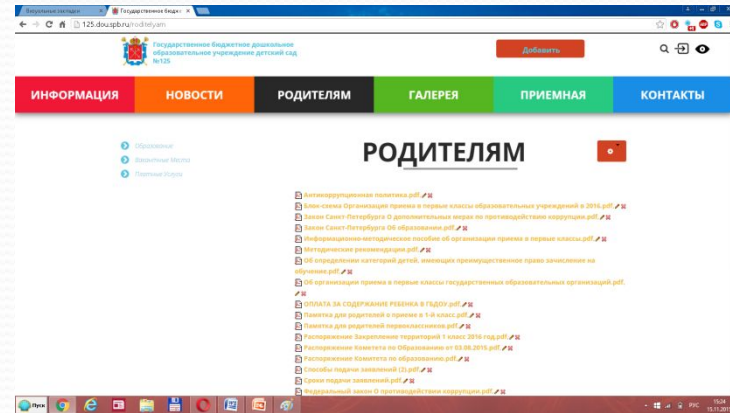 Визуальные закладки
Государственное бюдже
125.dou.spb.ru/roditelyam
Государственное бюджетное дошкольное
образовательное учреждение детский сад
№125
Добавить
ИНФОРМАЦИЯ НОВОСТИ РОДИТЕЛЯМ ГАЛЕРЕЯ ПРИЕМНАЯ КОНТАКТЫ
Образование
Вакантные Места
Платные Услуги
РОДИТЕЛЯМ
Антикоррупционная политика.pdf
Блок-схема Организация приема в первые классы образовательных учреждений в 2016.pdf
Закон Санкт-Петербурга О дополнительных мерах по противодействию коррупции.pdf
Закон Санкт-Петербурга Об образовании.pdf
Информационно-методическое пособие об организации приема в первые классы.pdf
Методические рекомендации.pdf
Об определении категорий детей, имеющих преимущественное право зачисление на
обучение.pdf
Об организации приема в первые классы государственных образовательных организаций.pdf
ОПЛАТА ЗА СОДЕРЖАНИЕ РЕБЕНКА В ГБДОУ.pdf
Памятка для родителей о приеме в 1-й класс.pdf
Памятка для родителей первоклассников.pdf
Распоряжение Закрепление территорий 1 класс 2016 год.pdf
Распоряжение Комитета по Образованию от 03.08.2016.pdf
Распоряжение Комитета по образованию.pdf
Способы подачи заявлений (2).pdf
Сроки подачи заявлений.pdf
Федеральный закон О противодействии коррупции.pdf
Пуск
РУС
15:24